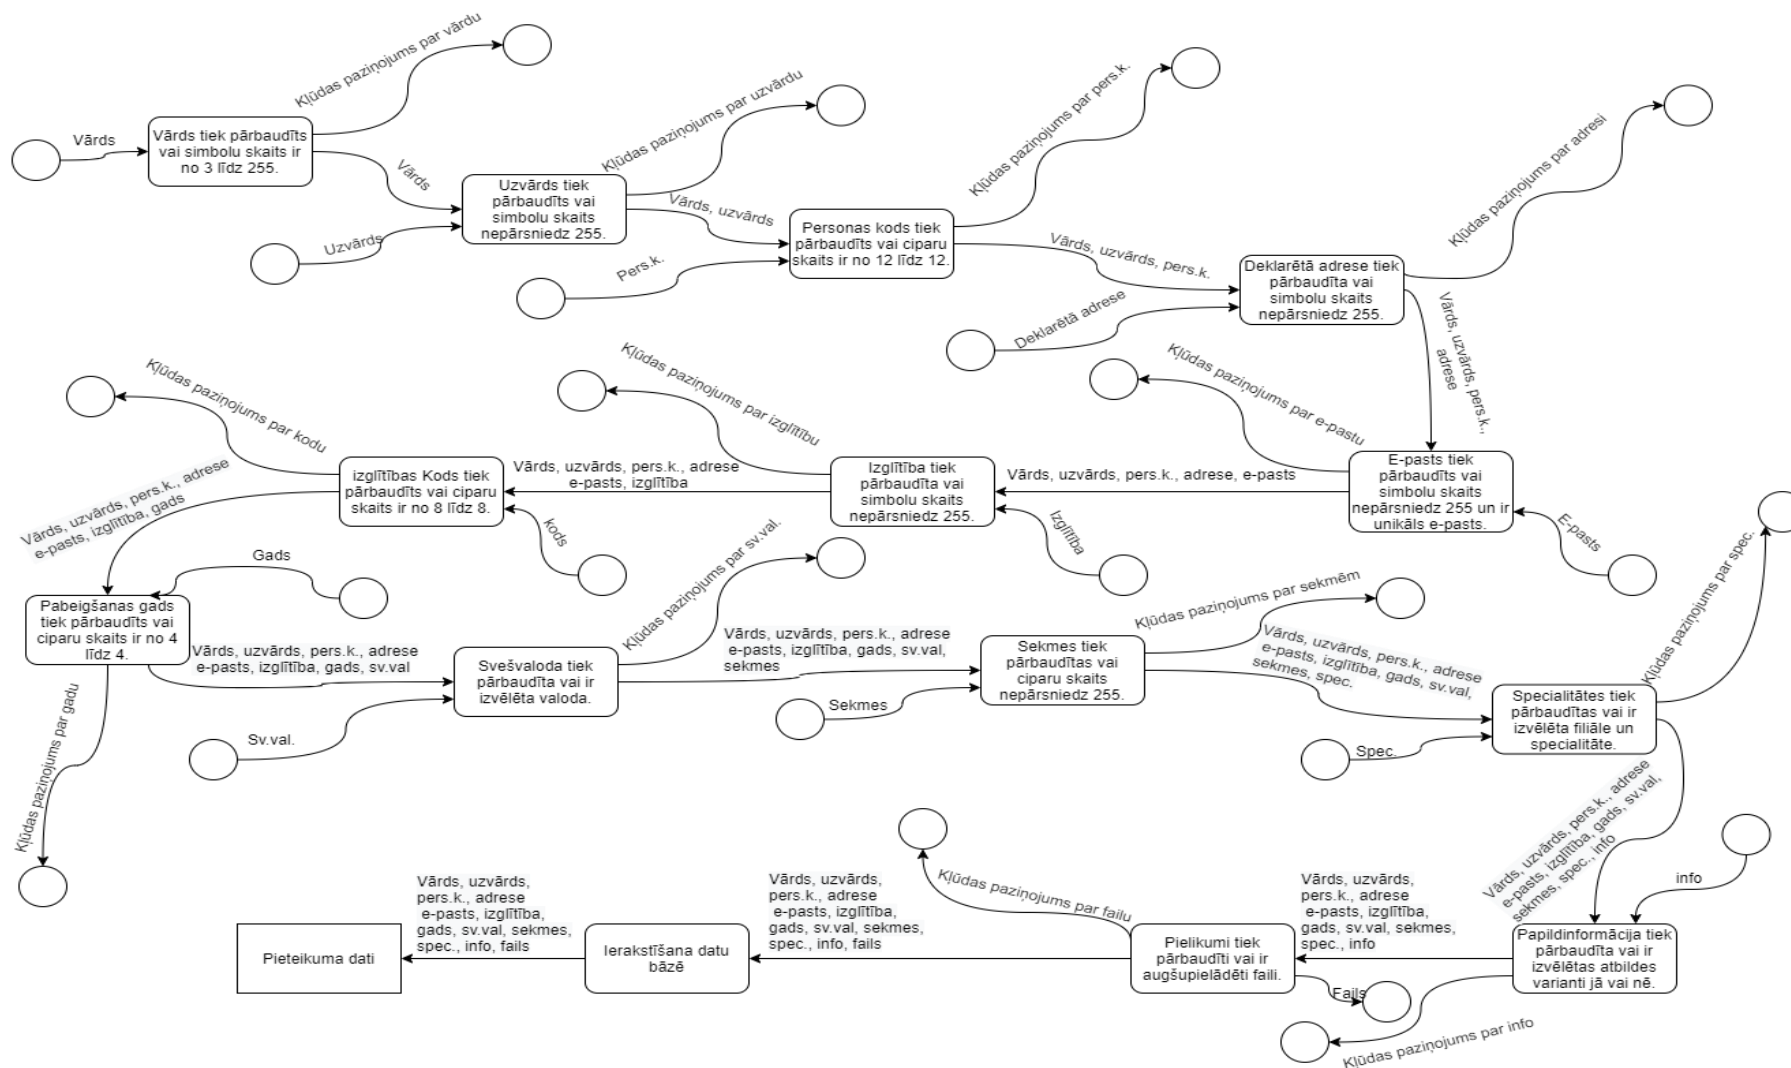 Kļūdas paziņojums par vārdu
Vārds
Vārds tiek pārbaudīts
vai simbolu skaits ir
no 3 līdz 255.
Vārds
Kļūdas paziņojums par uzvārdu
Uzvārds tiek
pārbaudīts vai
simbolu skaits
nepārsniedz 255.
Uzvārds
Vārds, uzvārds
Kļūdas paziņojums par pers.k.
Personas kods tiek
pārbaudīts vai ciparu
skaits ir no 12 līdz 12.
Pers.k.
Vārds, uzvārds, pers.k.
Kļūdas paziņojums par adresi
Deklarētā adrese tiek
pārbaudīta vai
simbolu skaits
nepārsniedz 255.
Deklarētā adrese
Vārds, uzvārds, pers.k.,
adrese
Kļūdas paziņojums par e-pastu
E-pasts tiek
pārbaudīts vai
simbolu skaits
nepārsniedz 255 un ir
unikāls e-pasts.
E-pasts
Vārds, uzvārds, pers.k., adrese, e-pasts
Kļūdas paziņojums par izglītību
Izglītība tiek
pārbaudīta vai
simbolu skaits
nepārsniedz 255.
Izglītība
Vārds, uzvārds, pers.k., adrese
e-pasts, izglītība
Kļūdas paziņojums par kodu
izglītības Kods tiek
pārbaudīts vai ciparu
skaits ir no 8 līdz 8.
kods
Vārds, uzvārds, pers.k., adrese
e-pasts, izglītība, gads
Gads
Pabeigšanas gads
tiek pārbaudīts vai
ciparu skaits ir no 4
līdz 4.
Kļūdas paziņojums par gadu
Vārds, uzvārds, pers.k., adrese
e-pasts, izglītība, gads, sv.val
Sv.val.
Svešvaloda tiek
pārbaudīta vai ir
izvēlēta valoda.
Kļūdas paziņojums par sv.val.
Vārds, uzvārds, pers.k., adrese
e-pasts, izglītība, gads, sv.val,
sekmes
Sekmes
Sekmes tiek
pārbaudītas vai
ciparu skaits
nepārsniedz 255.
Kļūdas paziņojums par sekmēm
Vārds, uzvārds, pers.k., adrese
e-pasts, izglītība, gads, sv.val,
sekmes, spec.
Spec.
Specialitātes tiek
pārbaudītas vai ir
izvēlēta filiāle un
specialitāte.
Kļūdas paziņojums par spec.
Vārds, uzvārds, pers.k., adrese
e-pasts, izglītība, gads, sv.val,
sekmes, spec., info
info
Papildinformācija tiek
pārbaudīta vai ir
izvēlētas atbildes
varianti jā vai nē.
Kļūdas paziņojums par info
Vārds, uzvārds,
pers.k., adrese
e-pasts, izglītība,
gads, sv.val, sekmes,
spec., info
Pielikumi tiek
pārbaudīti vai ir
augšupielādēti faili.
Fails
Kļūdas paziņojums par failu
Vārds, uzvārds,
pers.k., adrese
e-pasts, izglītība,
gads, sv.val, sekmes,
spec., info, fails
Ierakstīšana datu
bāzē
Vārds, uzvārds,
pers.k., adrese
e-pasts, izglītība,
gads, sv.val, sekmes,
spec., info, fails
Pieteikuma dati